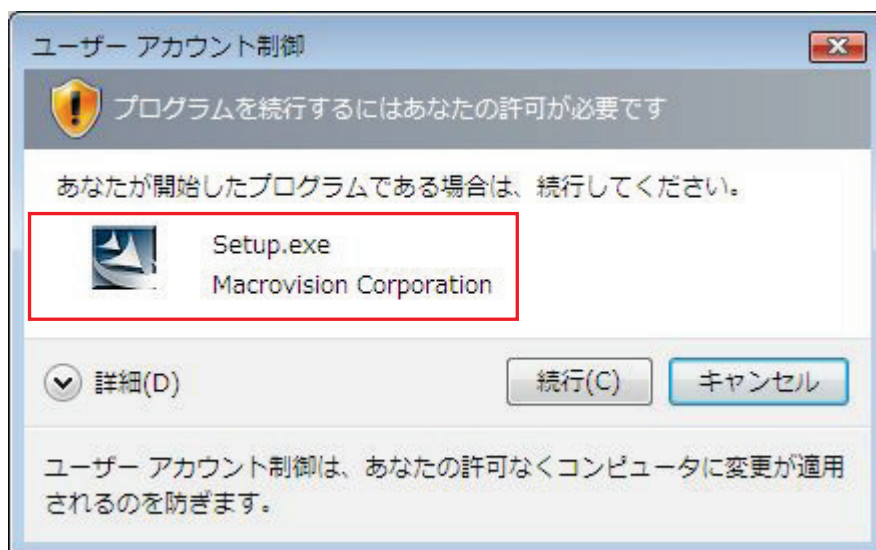 ユーザー アカウント制御
プログラムを続行するにはあなたの許可が必要です
あなたが開始したプログラムである場合は、続行してください。
Setup.exe
Macrovision Corporation
詳細(D)
続行(C)
キャンセル
ユーザー アカウント制御は、あなたの許可なくコンピュータに変更が適用
されるのを防ぎます。